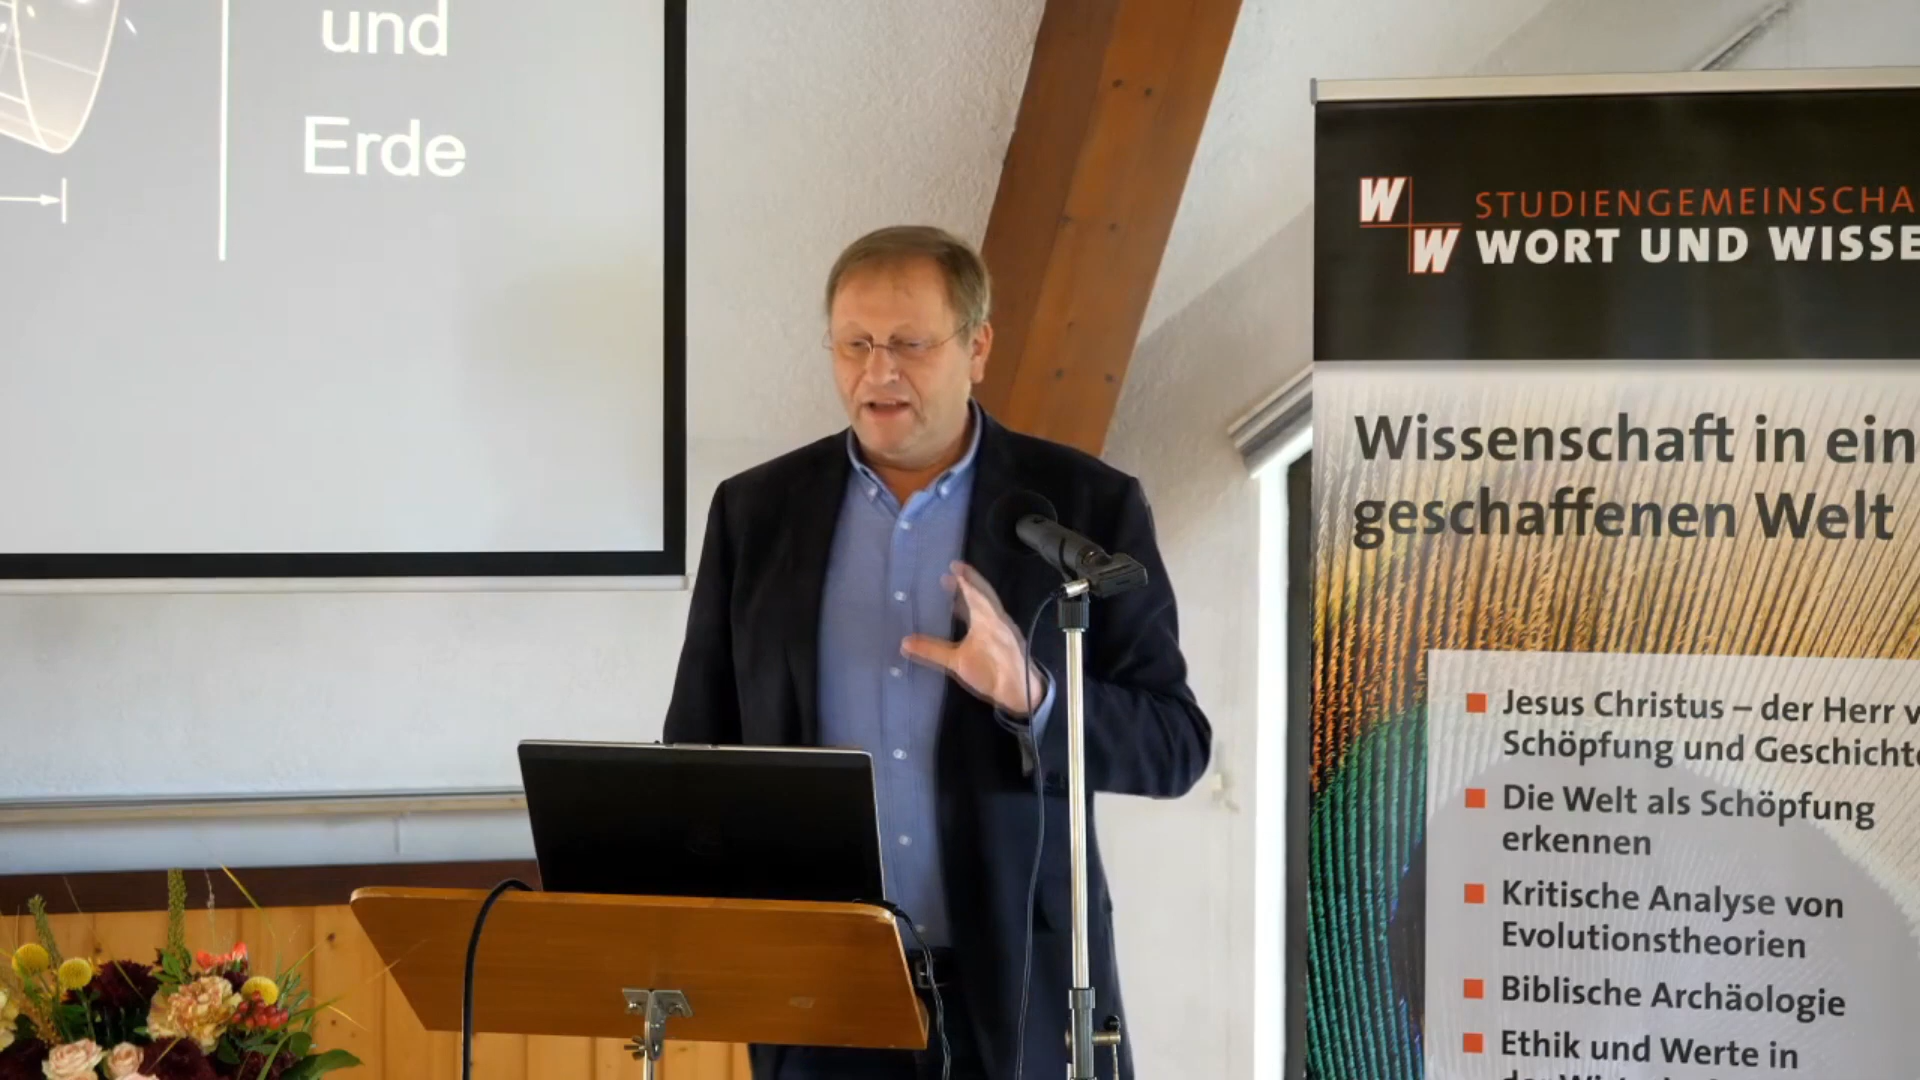 und
Erde
W
W
STUDIENGEMEINSCHA
WORT UND WISSE
Wissenschaft in ein
geschaffenen Welt
Jesus Christus – der Herr v
Schöpfung und Geschichte
Die Welt als Schöpfung
erkennen
Kritische Analyse von
Evolutionstheorien
Biblische Archäologie
Ethik und Werte in